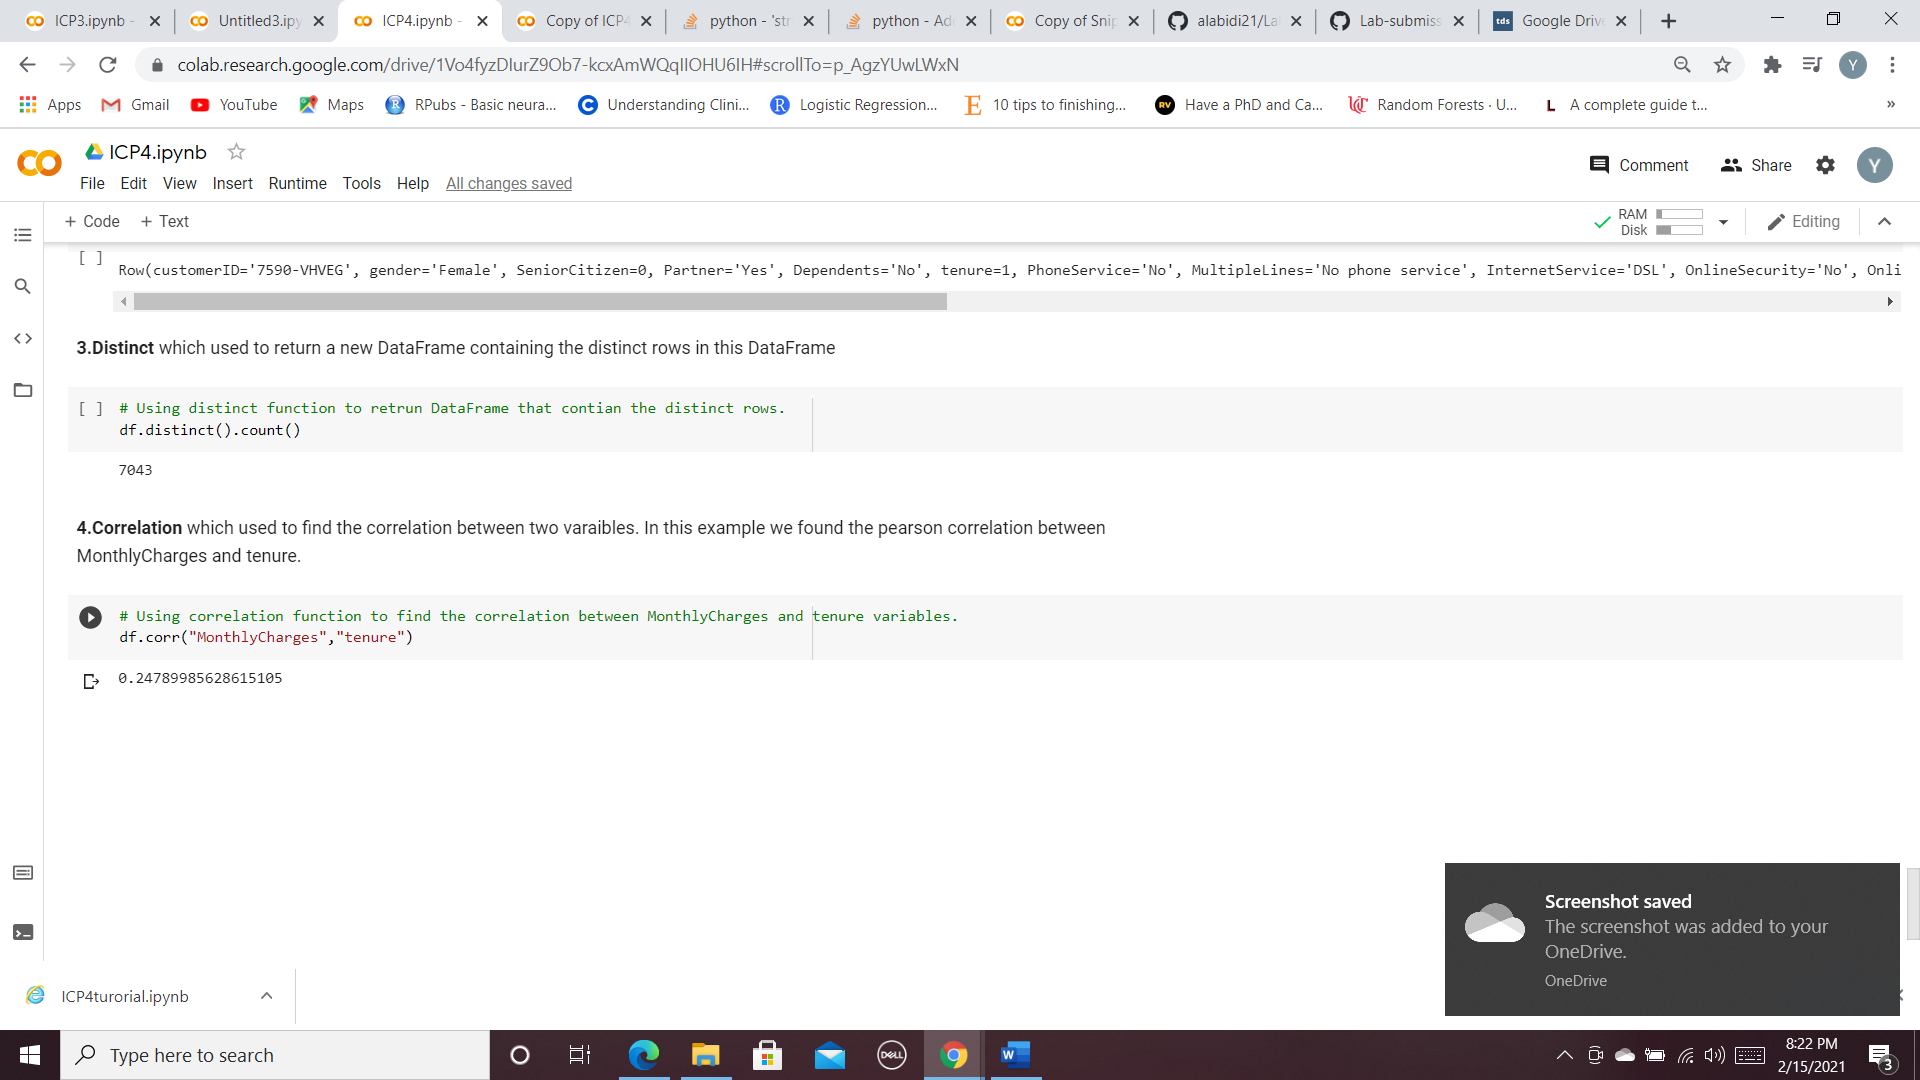 ICP3.ipynb -
Untitled3.ipy
ICP4.ipynb -
Copy of ICP4
python - 'str
python - Ad
Copy of Snip
alabidi21/La
Lab-submiss
tds Google Drive
colab.research.google.com/drive/1Vo4fyzDIurZ9Ob7-kcxAmWQqIIOHU6IH#scrollTo=p_AgzYUwLWxN
Y
Apps
Gmail
YouTube
Maps
RPubs - Basic neura...
Understanding Clini...
Logistic Regression...
10 tips to finishing...
Have a PhD and Ca...
Random Forests · U...
A complete guide t...
»
ICP4.ipynb
Comment
Share
Y
File Edit View Insert Runtime Tools Help All changes saved
+ Code + Text
RAM
Disk
Editing
[ ]
Row(customerID='7590-VHVEG', gender='Female', SeniorCitizen=0, Partner='Yes', Dependents='No', tenure=1, PhoneService='No', MultipleLines='No phone service', InternetService='DSL', OnlineSecurity='No', Onli
3.Distinct which used to return a new DataFrame containing the distinct rows in this DataFrame
[ ] # Using distinct function to retrun DataFrame that contian the distinct rows.
df.distinct().count()
7043
4.Correlation which used to find the correlation between two varaibles. In this example we found the pearson correlation between
MonthlyCharges and tenure.
# Using correlation function to find the correlation between MonthlyCharges and tenure variables.
df.corr("MonthlyCharges","tenure")
0.24789985628615105
Screenshot saved
The screenshot was added to your
OneDrive.
OneDrive
ICP4turorial.ipynb
Type here to search
DELL
W
8:22 PM
2/15/2021
3